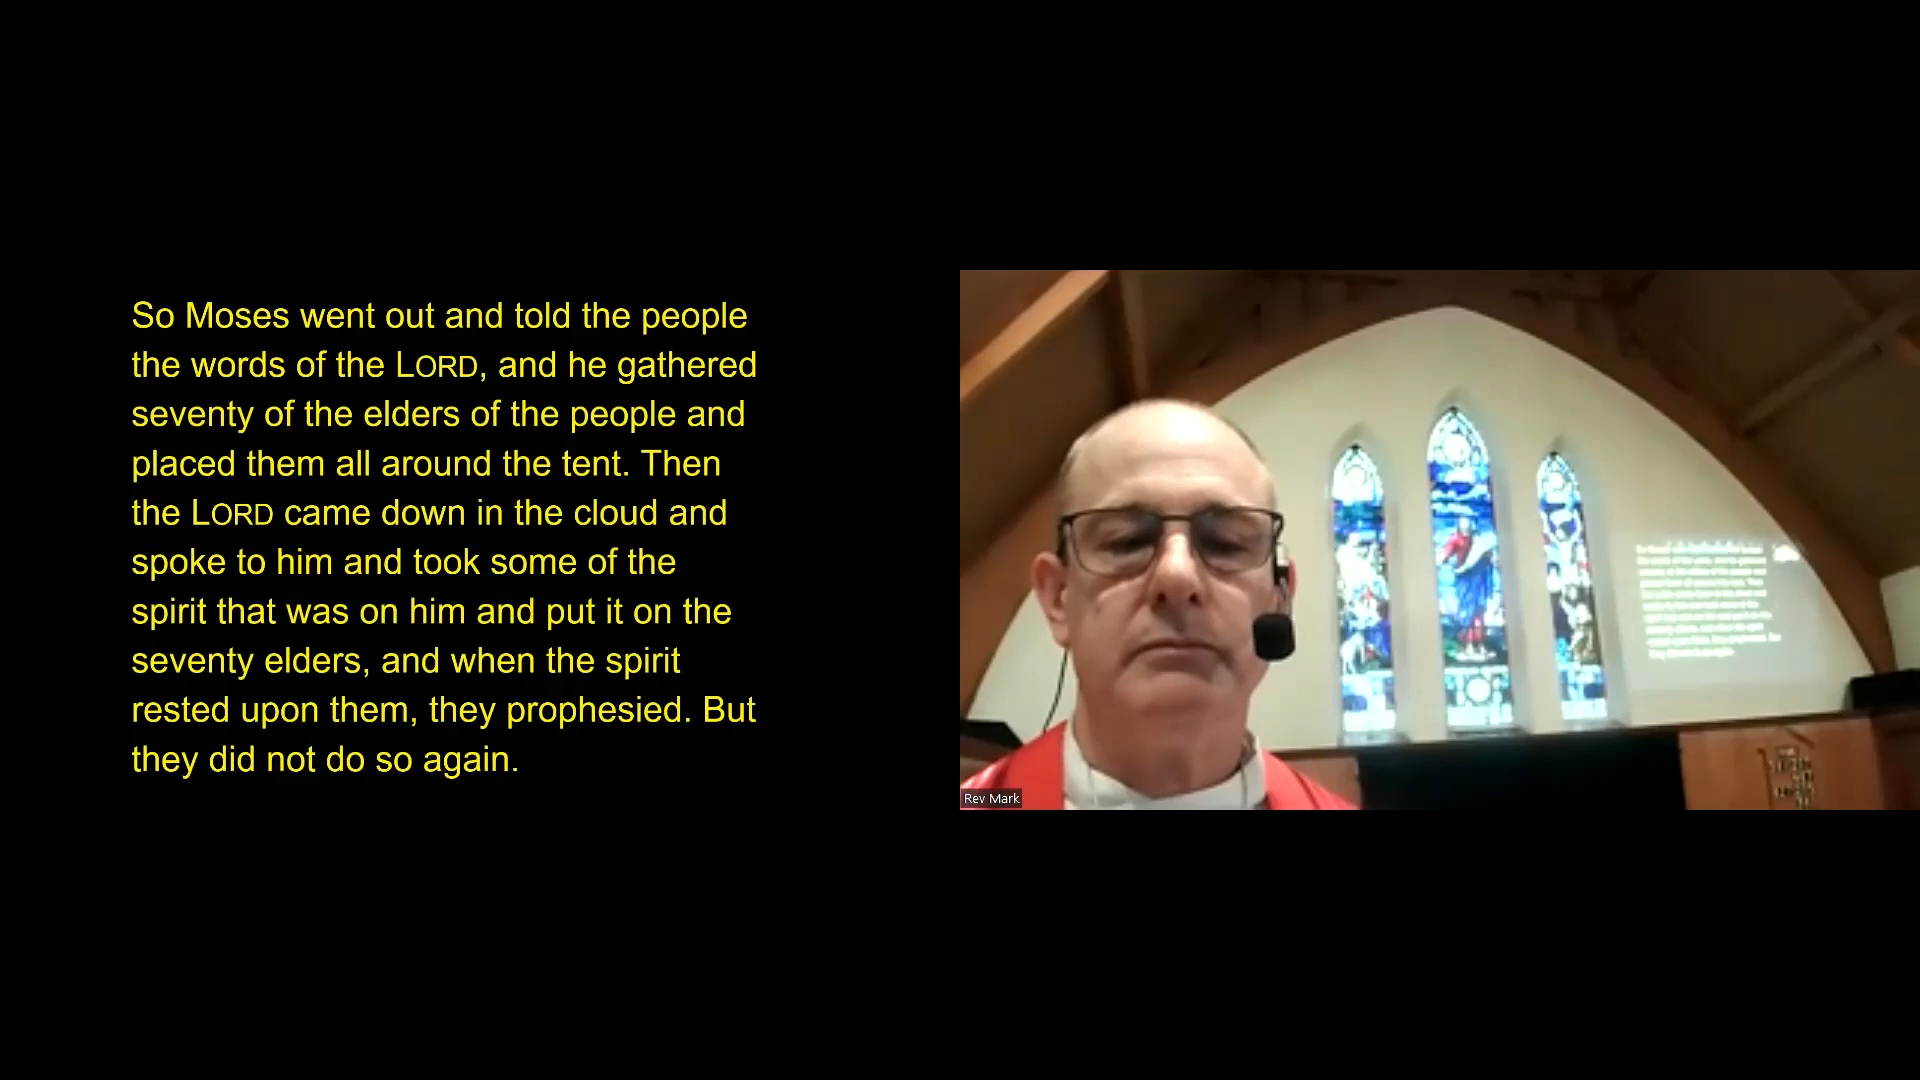 So Moses went out and told the people
the words of the LORD, and he gathered
seventy of the elders of the people and
placed them all around the tent. Then
the LORD came down in the cloud and
spoke to him and took some of the
spirit that was on him and put it on the
seventy elders, and when the spirit
rested upon them, they prophesied. But
they did not do so again.
Rev Mark